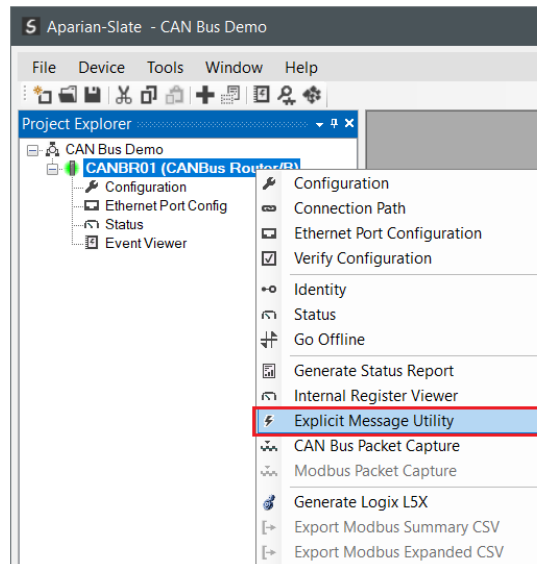 S Aparian-Slate - CAN Bus Demo
File Device Tools Window Help
Project Explorer
CAN Bus Demo
CANBR01 (CANBus Router/B)
Configuration
Ethernet Port Config
Status
Event Viewer
Configuration
Connection Path
Ethernet Port Configuration
Verify Configuration
Identity
Status
Go Offline
Generate Status Report
Internal Register Viewer
Explicit Message Utility
CAN Bus Packet Capture
Modbus Packet Capture
Generate Logix L5X
Export Modbus Summary CSV
Export Modbus Expanded CSV